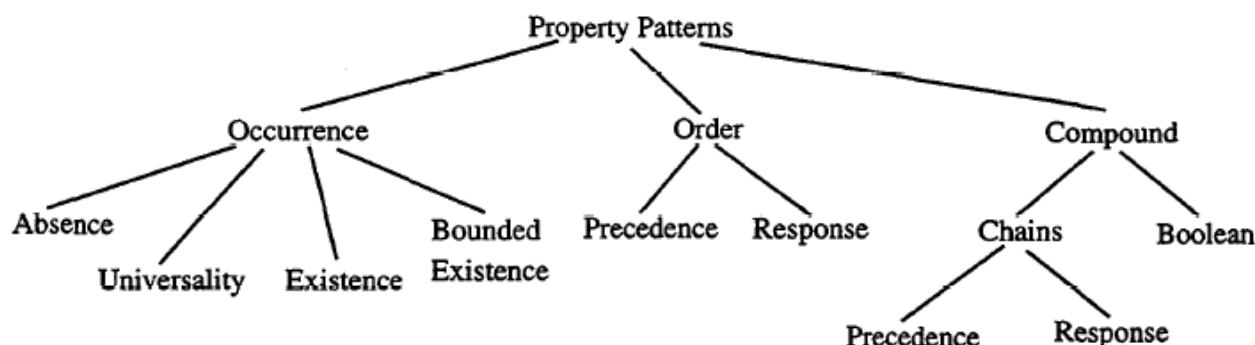 Property Patterns
Occurrence
Order
Compound
Absence
Universality
Existence
Bounded
Existence
Precedence
Response
Chains
Boolean
Precedence
Response